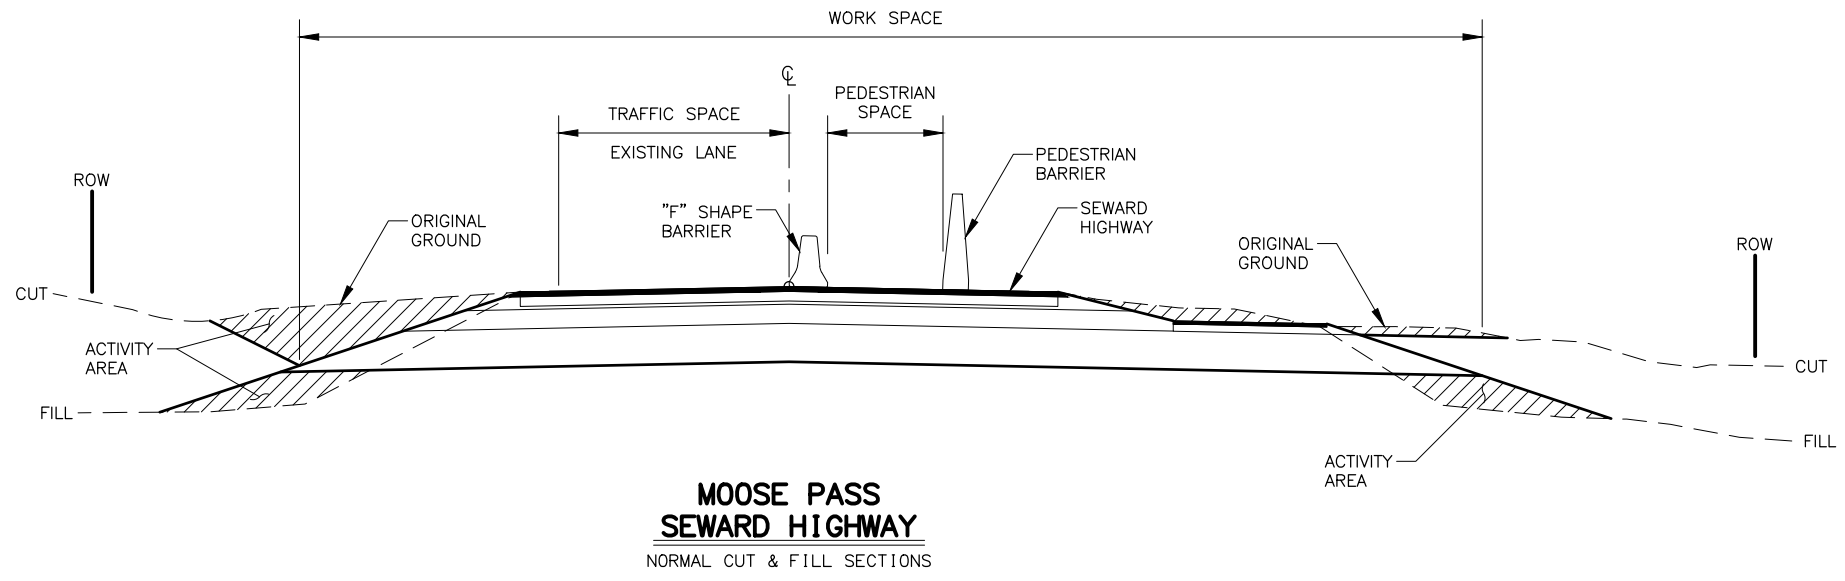 WORK SPACE
℄
PEDESTRIAN
SPACE
TRAFFIC SPACE
EXISTING LANE
PEDESTRIAN
BARRIER
ROW
"F" SHAPE
BARRIER
SEWARD
HIGHWAY
ORIGINAL
GROUND
ORIGINAL
GROUND
ROW
CUT
ACTIVITY
AREA
CUT
FILL
FILL
ACTIVITY
AREA
MOOSE PASS
SEWARD HIGHWAY
NORMAL CUT & FILL SECTIONS